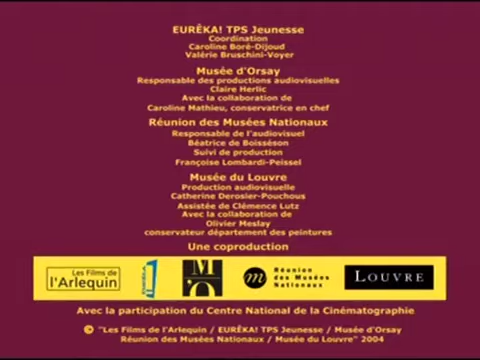 EURÊKA! TPS Jeunesse
Coordination
Caroline Boré-Dijoud
Valérie Bruschini-Voyer
Musée d'Orsay
Responsable des productions audiovisuelles
Claire Herlic
Avec la collaboration de
Caroline Mathieu, conservatrice en chef
Réunion des Musées Nationaux
Responsable de l'audiovisuel
Béatrice de Boisséson
Suivi de production
Françoise Lombardi-Peissel
Musée du Louvre
Production audiovisuelle
Catherine Derosier-Pouchous
Assistée de Clémence Lutz
Avec la collaboration de
Olivier Meslay
conservateur département des peintures
Une coproduction
Les Films de
l'Arlequin
EURÊKA!
MO
m
Réunion
des Musées
Nationaux
LOUVRE
Avec la participation du Centre National de la Cinématographie
© "Les Films de l'Arlequin / EURÊKA! TPS Jeunesse / Musée d'Orsay
Réunion des Musées Nationaux / Musée du Louvre" 2004